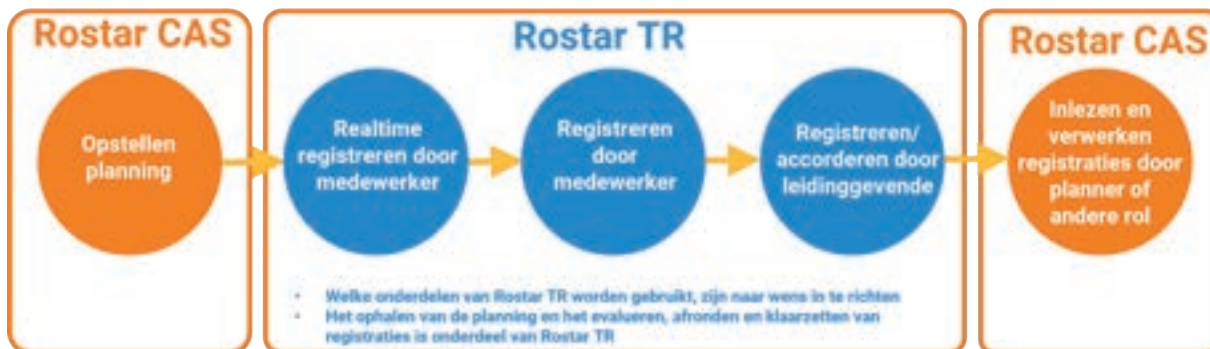 Rostar CAS
Opstellen
planning
Rostar TR
Realtime
registreren door
medewerker
Registreren
door
medewerker
Registreren/
accorderen door
leidinggevende
• Welke onderdelen van Rostar TR worden gebruikt, zijn naar wens in te richten
• Het ophalen van de planning en het evalueren, afronden en klaarzetten van
registraties is onderdeel van Rostar TR
Rostar CAS
Inlezen en
verwerken
registraties door
planner of
andere rol